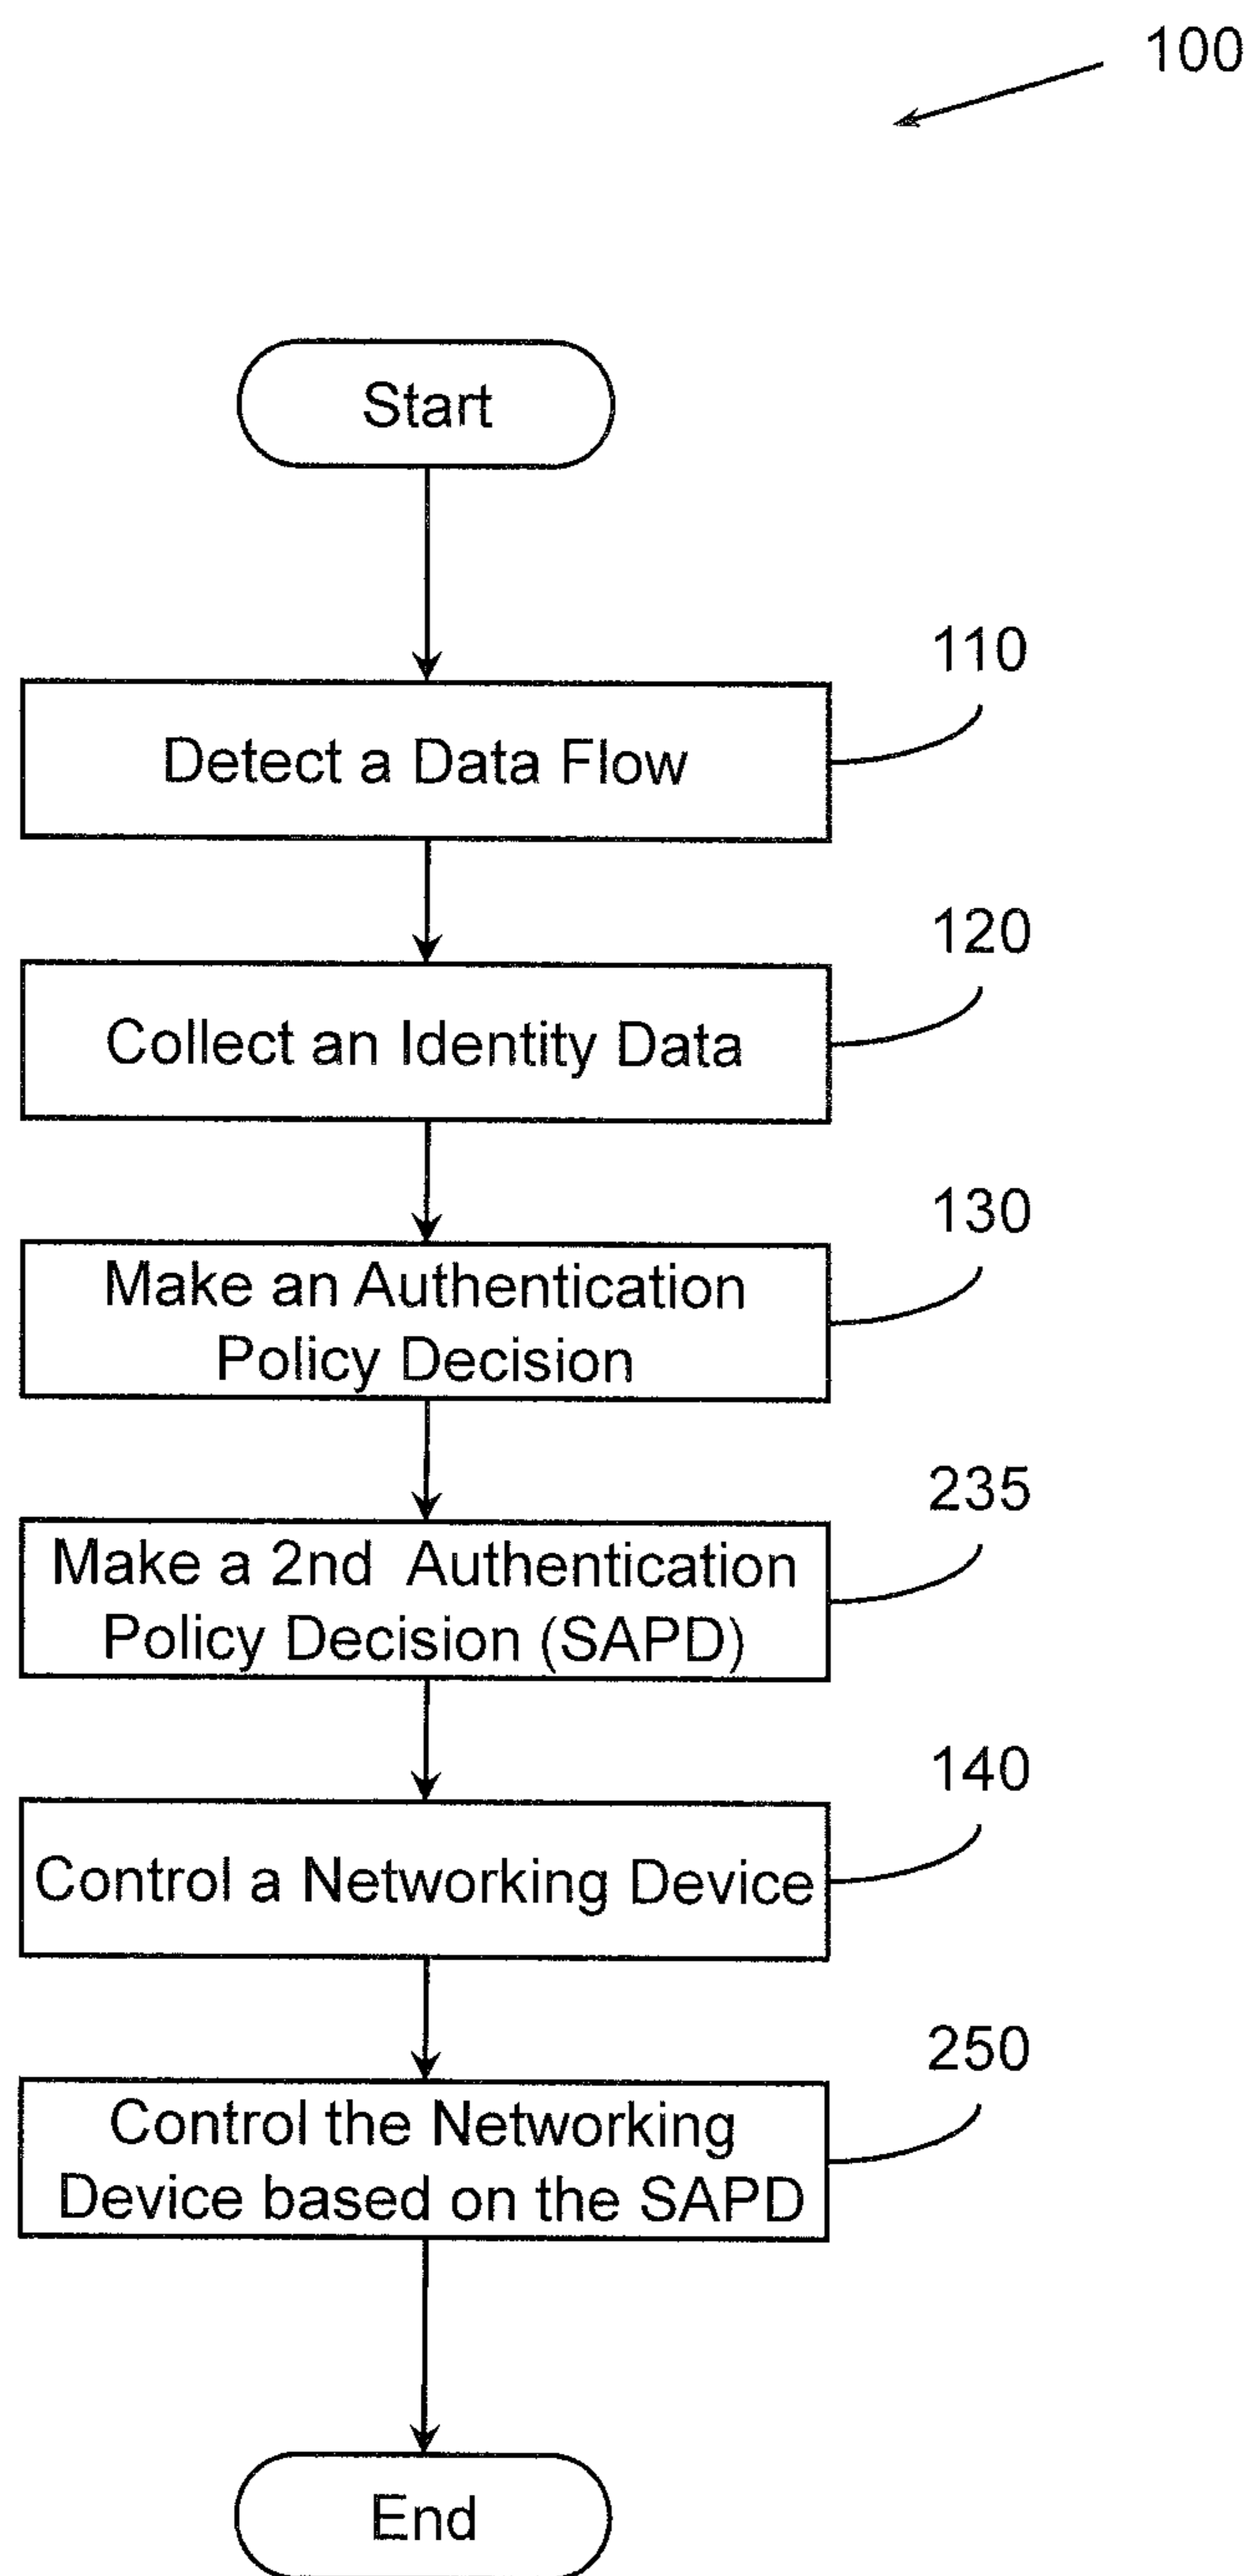 100
Start
110
Detect a Data Flow
120
Collect an Identity Data
130
Make an Authentication
Policy Decision
235
Make a 2nd Authentication
Policy Decision (SAPD)
140
Control a Networking Device
250
Control the Networking
Device based on the SAPD
End